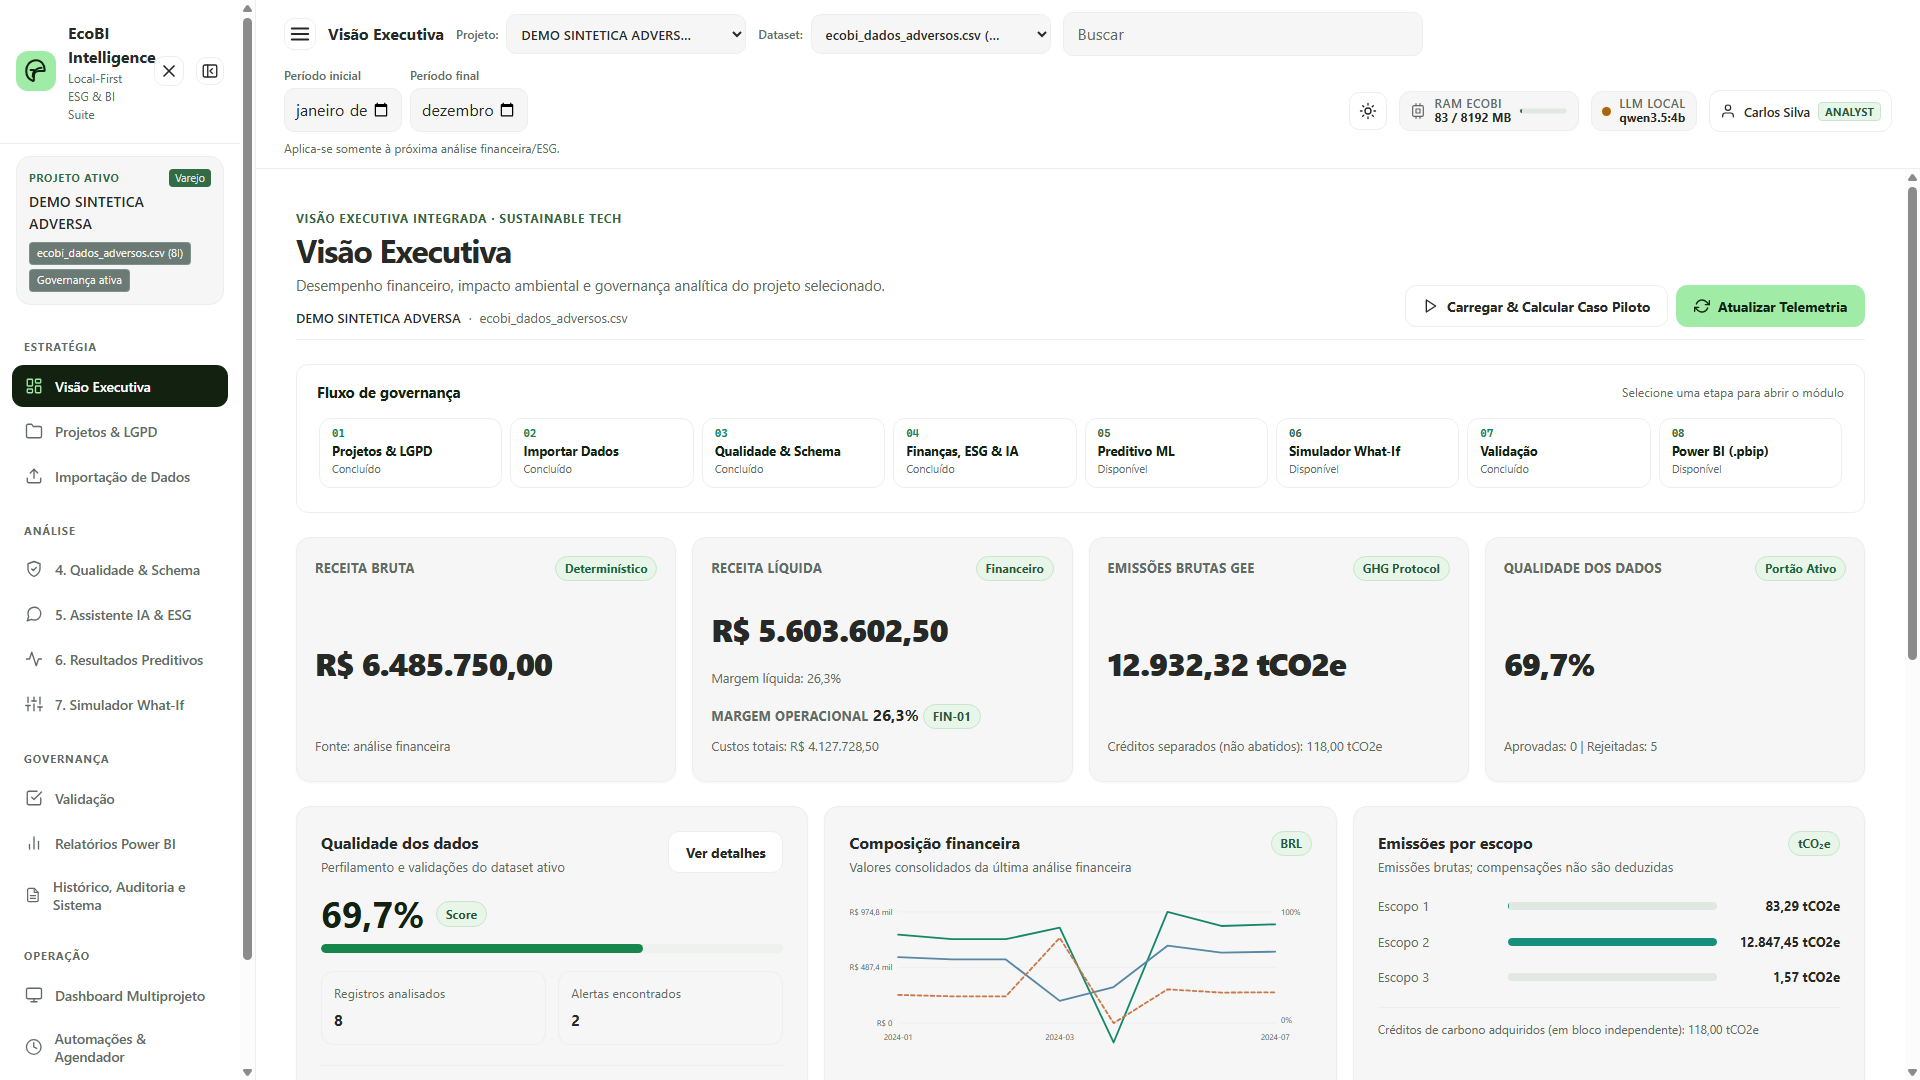 EcoBI
Intelligence
Local-First
ESG & BI
Suite
PROJETO ATIVO
Varejo
DEMO SINTETICA
ADVERSA
ecobi_dados_adversos.csv (8l)
Governança ativa
ESTRATÉGIA
Visão Executiva
Projetos & LGPD
Importação de Dados
ANÁLISE
4. Qualidade & Schema
5. Assistente IA & ESG
6. Resultados Preditivos
7. Simulador What-If
GOVERNANÇA
Validação
Relatórios Power BI
Histórico, Auditoria e
Sistema
OPERAÇÃO
Dashboard Multiprojeto
Automações &
Agendador
Visão Executiva
Projeto:
DEMO SINTETICA ADVERS...
Dataset:
ecobi_dados_adversos.csv (...
Buscar
Período inicial
Período final
janeiro de
dezembro
Aplica-se somente à próxima análise financeira/ESG.
RAM ECOBI
83 / 8192 MB
LLM LOCAL
qwen3.5:4b
Carlos Silva
ANALYST
VISÃO EXECUTIVA INTEGRADA · SUSTAINABLE TECH
Visão Executiva
Desempenho financeiro, impacto ambiental e governança analítica do projeto selecionado.
DEMO SINTETICA ADVERSA · ecobi_dados_adversos.csv
Carregar & Calcular Caso Piloto
Atualizar Telemetria
Fluxo de governança
Selecione uma etapa para abrir o módulo
01
Projetos & LGPD
Concluído
02
Importar Dados
Concluído
03
Qualidade & Schema
Concluído
04
Finanças, ESG & IA
Concluído
05
Preditivo ML
Disponível
06
Simulador What-If
Disponível
07
Validação
Concluído
08
Power BI (.pbip)
Disponível
RECEITA BRUTA
Determinístico
R$ 6.485.750,00
Fonte: análise financeira
RECEITA LÍQUIDA
Financeiro
R$ 5.603.602,50
Margem líquida: 26,3%
MARGEM OPERACIONAL 26,3% FIN-01
Custos totais: R$ 4.127.728,50
EMISSÕES BRUTAS GEE
GHG Protocol
12.932,32 tCO2e
Créditos separados (não abatidos): 118,00 tCO2e
QUALIDADE DOS DADOS
Portão Ativo
69,7%
Aprovadas: 0 | Rejeitadas: 5
Qualidade dos dados
Perfilamento e validações do dataset ativo
Ver detalhes
69,7%
Score
Registros analisados
8
Alertas encontrados
2
Composição financeira
BRL
Valores consolidados da última análise financeira
R$ 974,8 mil
100%
R$ 487,4 mil
R$ 0
0%
2024-01
2024-03
2024-07
Emissões por escopo
tCO₂e
Emissões brutas; compensações não são deduzidas
Escopo 1
83,29 tCO2e
Escopo 2
12.847,45 tCO2e
Escopo 3
1,57 tCO2e
Créditos de carbono adquiridos (em bloco independente): 118,00 tCO2e